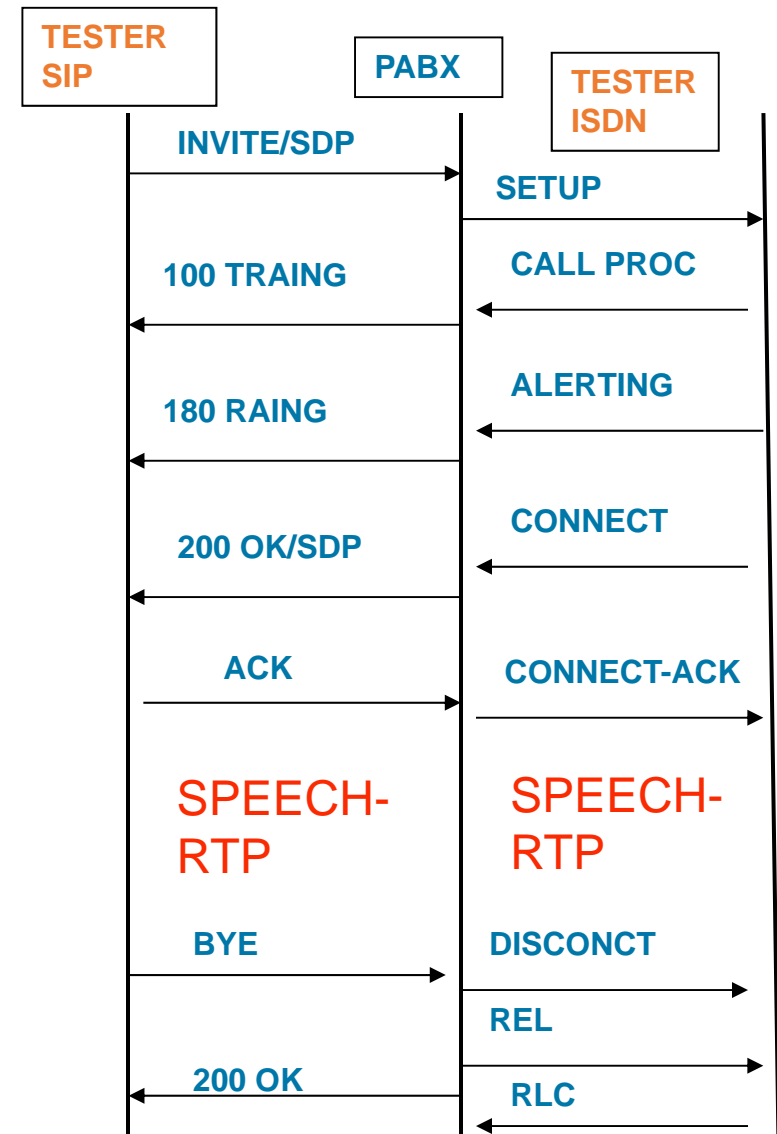 TESTER
SIP
PABX
TESTER
ISDN
INVITE/SDP
SETUP
CALL PROC
100 TRAING
ALERTING
180 RAING
CONNECT
200 OK/SDP
ACK
CONNECT-ACK
SPEECH-
RTP
SPEECH-
RTP
BYE
DISCONCT
REL
200 OK
RLC